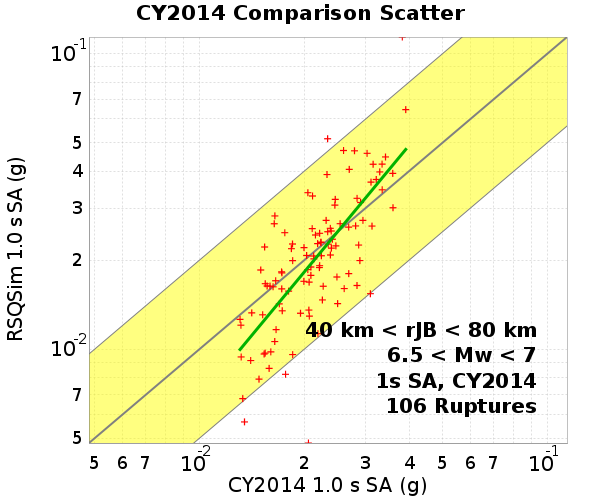 CY2014 Comparison Scatter
RSQSim 1.0 s SA (g)
10^-1
7
5
4
3
2
10^-2
7
5
40 km < rJB < 80 km
6.5 < Mw < 7
1s SA, CY2014
106 Ruptures
5 6 7 10^-2 2 3 4 5 6 7 10^-1
CY2014 1.0 s SA (g)